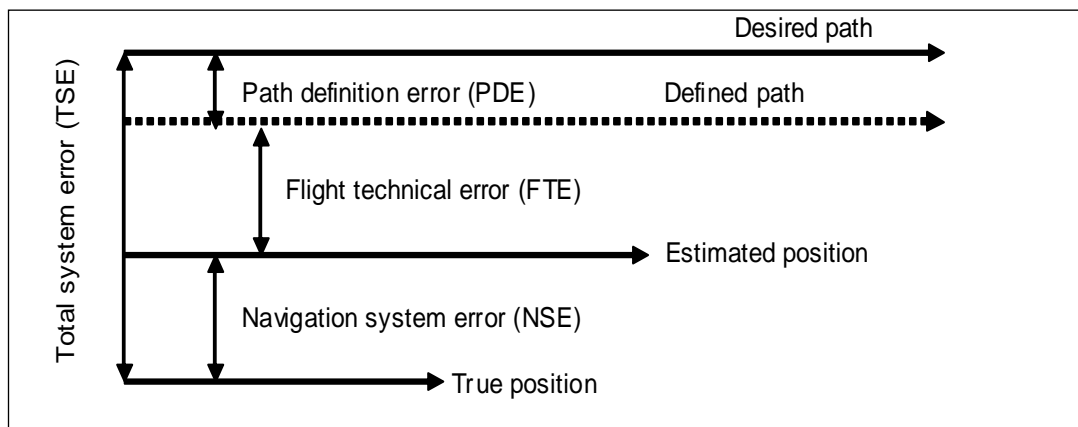 Desired path
Path definition error (PDE)
Defined path
Total system error (TSE)
Flight technical error (FTE)
Estimated position
Navigation system error (NSE)
True position